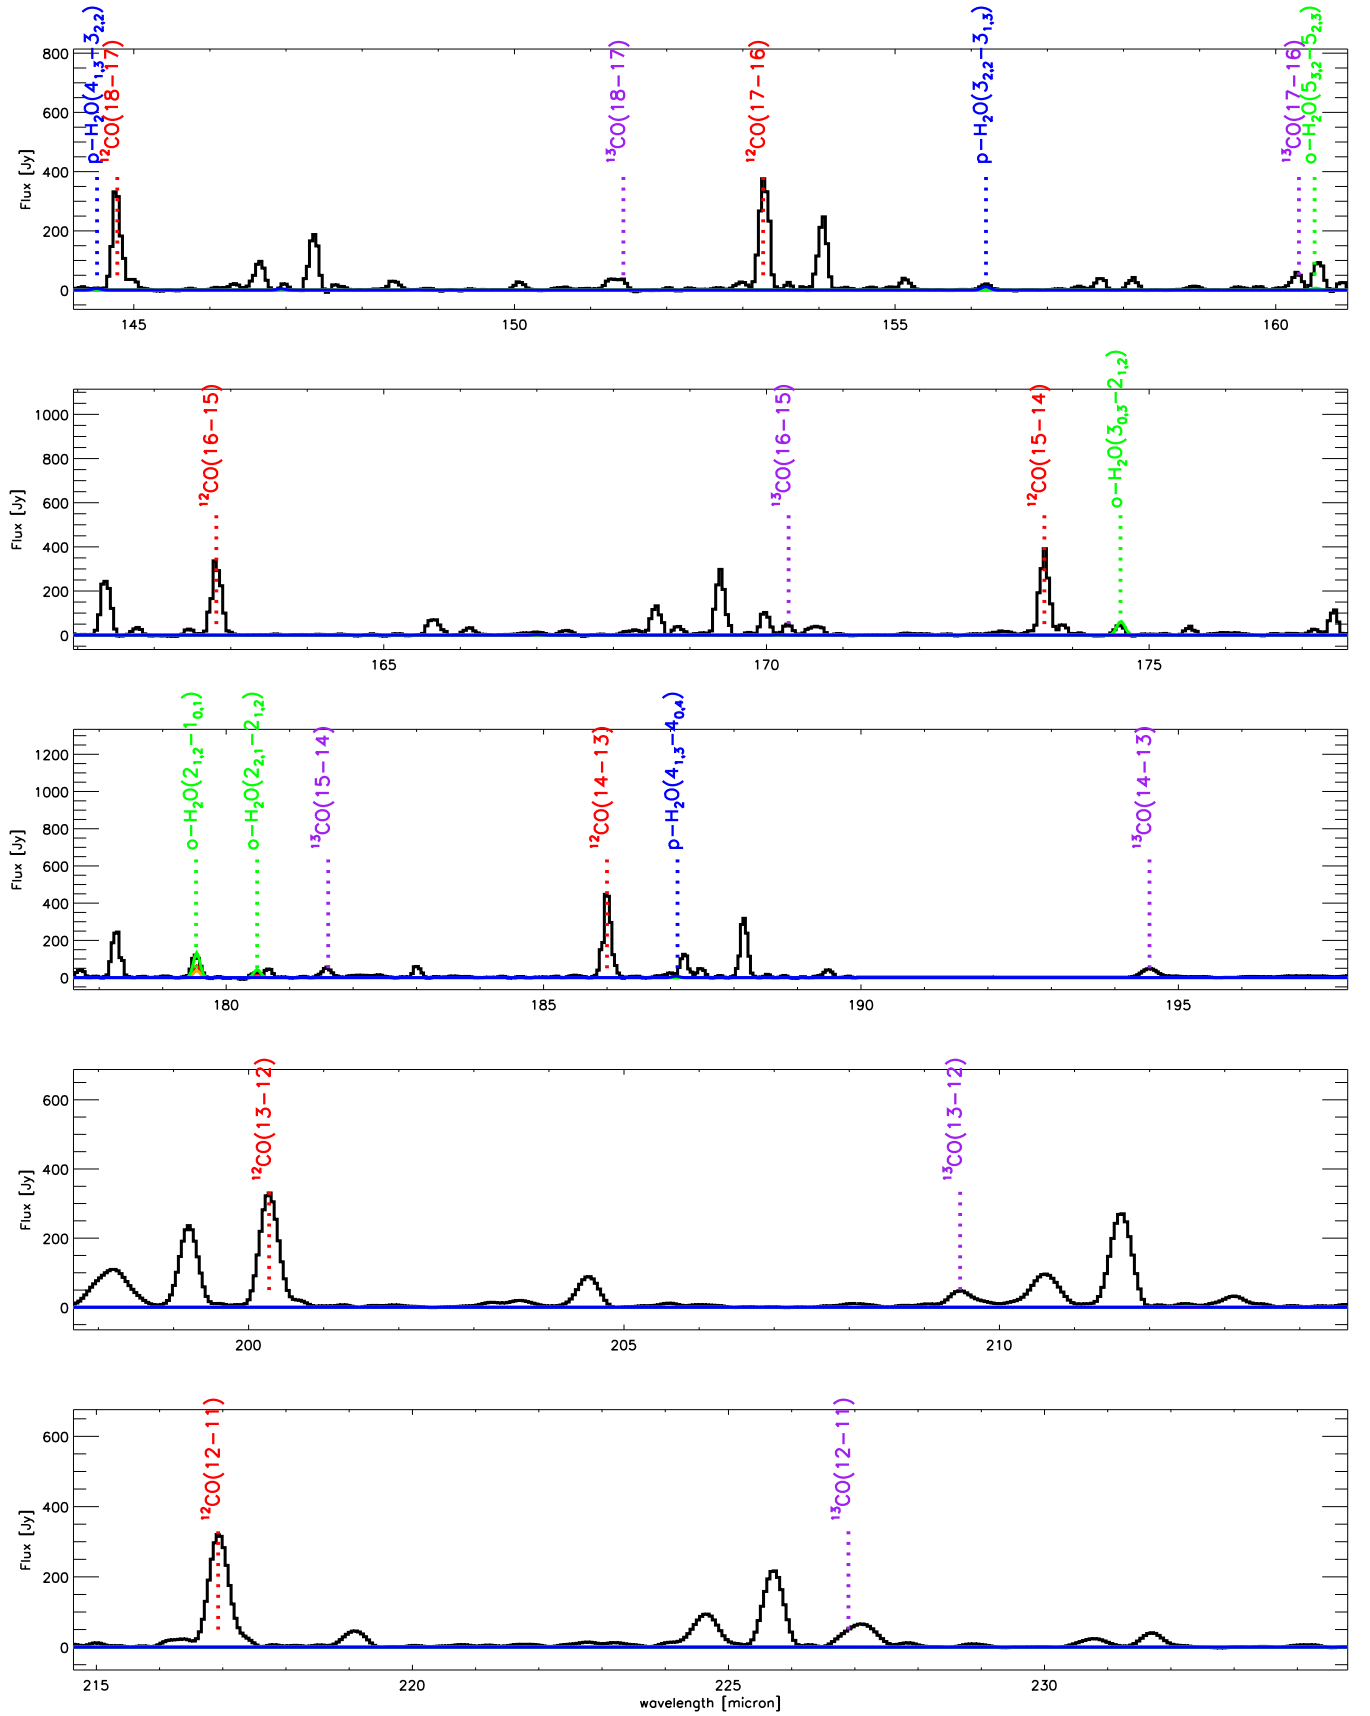 p−H₂O(4₁,₃−3₂,₂)
¹²CO(18−17)
¹³CO(18−17)
¹²CO(17−16)
p−H₂O(3₂,₂−3₁,₃)
¹³CO(17−16)
o−H₂O(5₃,₂−5₂,₃)
800
600
400
200
0
Flux [Jy]
145 150 155 160
¹²CO(16−15)
¹³CO(16−15)
¹²CO(15−14)
o−H₂O(3₀,₃−2₁,₂)
1000
800
600
400
200
0
Flux [Jy]
165 170 175
o−H₂O(2₁,₂−1₀,₁)
o−H₂O(2₂,₁−2₁,₂)
¹³CO(15−14)
¹²CO(14−13)
p−H₂O(4₁,₃−4₀,₄)
¹³CO(14−13)
1200
1000
800
600
400
200
0
Flux [Jy]
180 185 190 195
¹²CO(13−12)
¹³CO(13−12)
600
400
200
0
Flux [Jy]
200 205 210
¹²CO(12−11)
¹³CO(12−11)
600
400
200
0
Flux [Jy]
215 220 225 230
wavelength [micron]